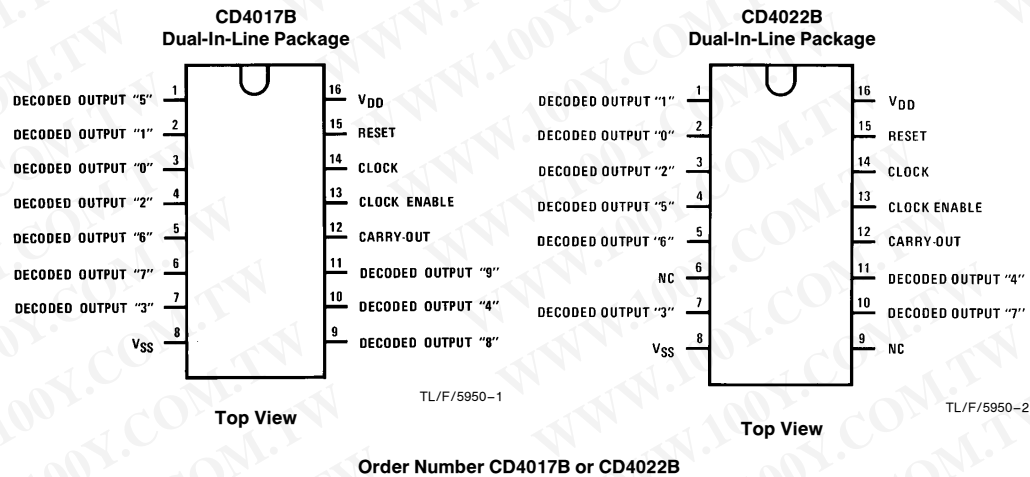 CD4017B
Dual-In-Line Package
DECODED OUTPUT "5" 1
DECODED OUTPUT "1" 2
DECODED OUTPUT "0" 3
DECODED OUTPUT "2" 4
DECODED OUTPUT "6" 5
DECODED OUTPUT "7" 6
DECODED OUTPUT "3" 7
VSS 8
16 VDD
15 RESET
14 CLOCK
13 CLOCK ENABLE
12 CARRY-OUT
11 DECODED OUTPUT "9"
10 DECODED OUTPUT "4"
9 DECODED OUTPUT "8"
TL/F/5950–1
Top View
CD4022B
Dual-In-Line Package
DECODED OUTPUT "1" 1
DECODED OUTPUT "0" 2
DECODED OUTPUT "2" 3
DECODED OUTPUT "5" 4
DECODED OUTPUT "6" 5
NC 6
DECODED OUTPUT "3" 7
VSS 8
16 VDD
15 RESET
14 CLOCK
13 CLOCK ENABLE
12 CARRY-OUT
11 DECODED OUTPUT "4"
10 DECODED OUTPUT "7"
9 NC
TL/F/5950–2
Top View
Order Number CD4017B or CD4022B
WWW.100Y.COM.TW